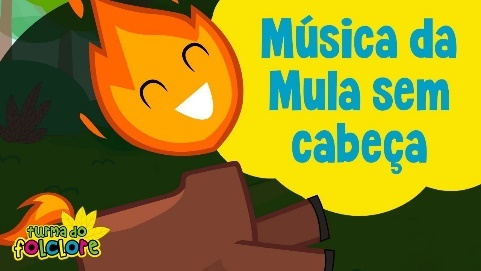 Música da
Mula sem
cabeça
turma do
folclore